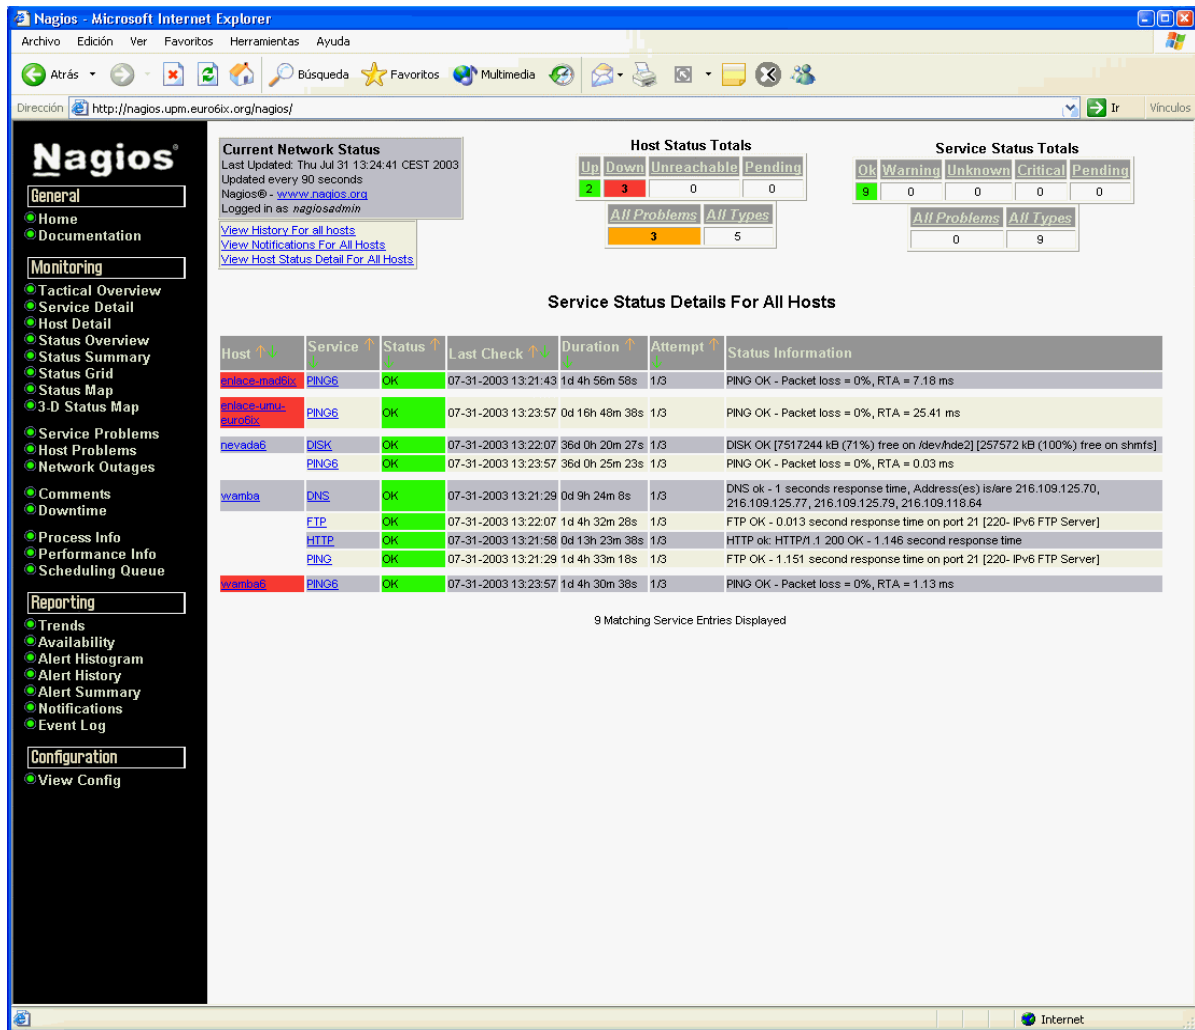 Nagios - Microsoft Internet Explorer
Archivo Edición Ver Favoritos Herramientas Ayuda
Atrás Búsqueda Favoritos Multimedia
Dirección http://nagios.upm.euro6ix.org/nagios/ Ir Vínculos
Nagios®
General
Home
Documentation
Monitoring
Tactical Overview
Service Detail
Host Detail
Status Overview
Status Summary
Status Grid
Status Map
3-D Status Map
Service Problems
Host Problems
Network Outages
Comments
Downtime
Process Info
Performance Info
Scheduling Queue
Reporting
Trends
Availability
Alert Histogram
Alert History
Alert Summary
Notifications
Event Log
Configuration
View Config
Current Network Status
Last Updated: Thu Jul 31 13:24:41 CEST 2003
Updated every 90 seconds
Nagios® - www.nagios.org
Logged in as nagiosadmin
View History For all hosts
View Notifications For All Hosts
View Host Status Detail For All Hosts
Host Status Totals
Up Down Unreachable Pending
2 3 0 0
All Problems All Types
3 5
Service Status Totals
Ok Warning Unknown Critical Pending
9 0 0 0 0
All Problems All Types
0 9
Service Status Details For All Hosts
Host Service Status Last Check Duration Attempt Status Information
enlace-mad6ix PING6 OK 07-31-2003 13:21:43 1d 4h 56m 58s 1/3 PING OK - Packet loss = 0%, RTA = 7.18 ms
enlace-umu-
euro6ix PING6 OK 07-31-2003 13:23:57 0d 16h 48m 38s 1/3 PING OK - Packet loss = 0%, RTA = 25.41 ms
nevada6 DISK OK 07-31-2003 13:22:07 36d 0h 20m 27s 1/3 DISK OK [7517244 kB (71%) free on /dev/hde2] [257572 kB (100%) free on shmfs]
PING6 OK 07-31-2003 13:23:57 36d 0h 25m 23s 1/3 PING OK - Packet loss = 0%, RTA = 0.03 ms
wamba DNS OK 07-31-2003 13:21:29 0d 9h 24m 8s 1/3 DNS ok - 1 seconds response time, Address(es) is/are 216.109.125.70,
216.109.125.77, 216.109.125.79, 216.109.118.64
FTP OK 07-31-2003 13:22:07 1d 4h 32m 28s 1/3 FTP OK - 0.013 second response time on port 21 [220- IPv6 FTP Server]
HTTP OK 07-31-2003 13:21:58 0d 13h 23m 38s 1/3 HTTP ok: HTTP/1.1 200 OK - 1.146 second response time
PING OK 07-31-2003 13:21:29 1d 4h 33m 18s 1/3 FTP OK - 1.151 second response time on port 21 [220- IPv6 FTP Server]
wamba6 PING6 OK 07-31-2003 13:23:57 1d 4h 30m 38s 1/3 PING OK - Packet loss = 0%, RTA = 1.13 ms
9 Matching Service Entries Displayed
Internet